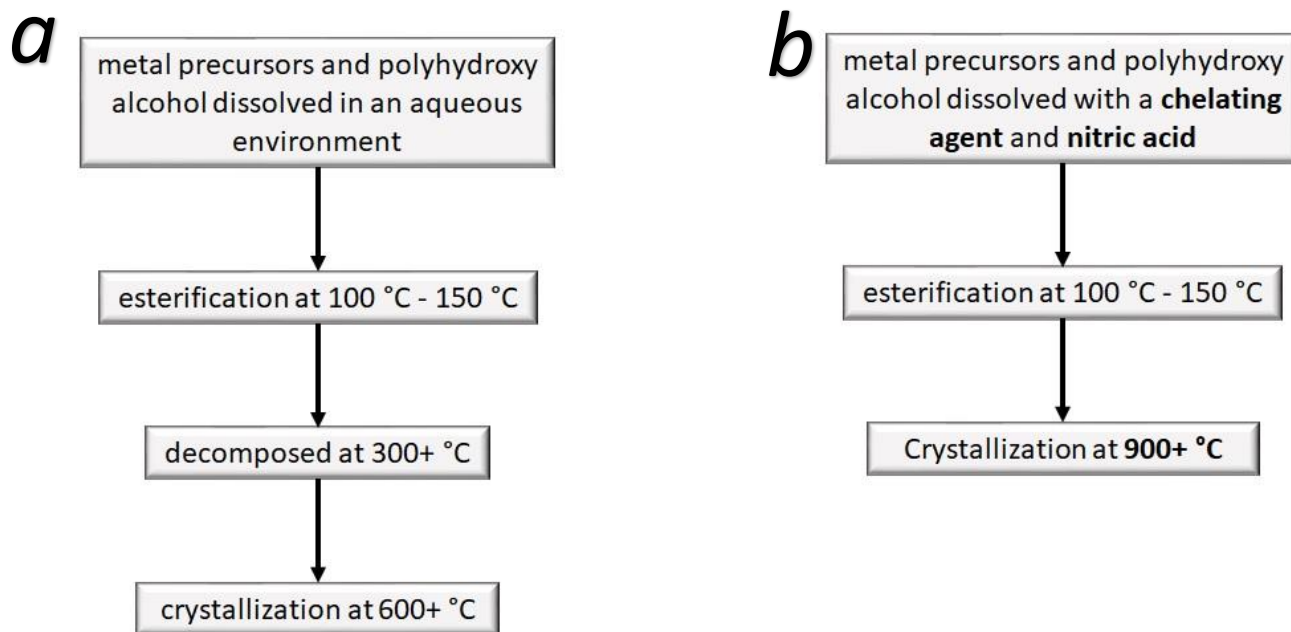 a
metal precursors and polyhydroxy
alcohol dissolved in an aqueous
environment
esterification at 100 °C - 150 °C
decomposed at 300+ °C
crystallization at 600+ °C
b
metal precursors and polyhydroxy
alcohol dissolved with a chelating
agent and nitric acid
esterification at 100 °C - 150 °C
Crystallization at 900+ °C